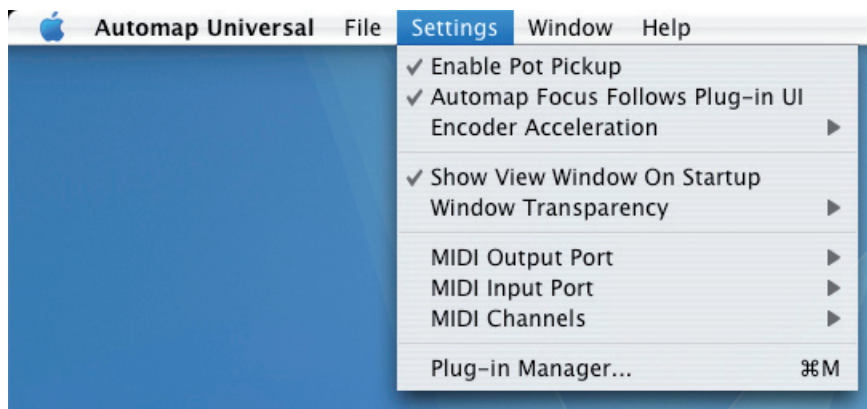 Automap Universal File Settings Window Help
✓ Enable Pot Pickup
✓ Automap Focus Follows Plug-in UI
Encoder Acceleration ▶
✓ Show View Window On Startup
Window Transparency ▶
MIDI Output Port ▶
MIDI Input Port ▶
MIDI Channels ▶
Plug-in Manager... ⌘M